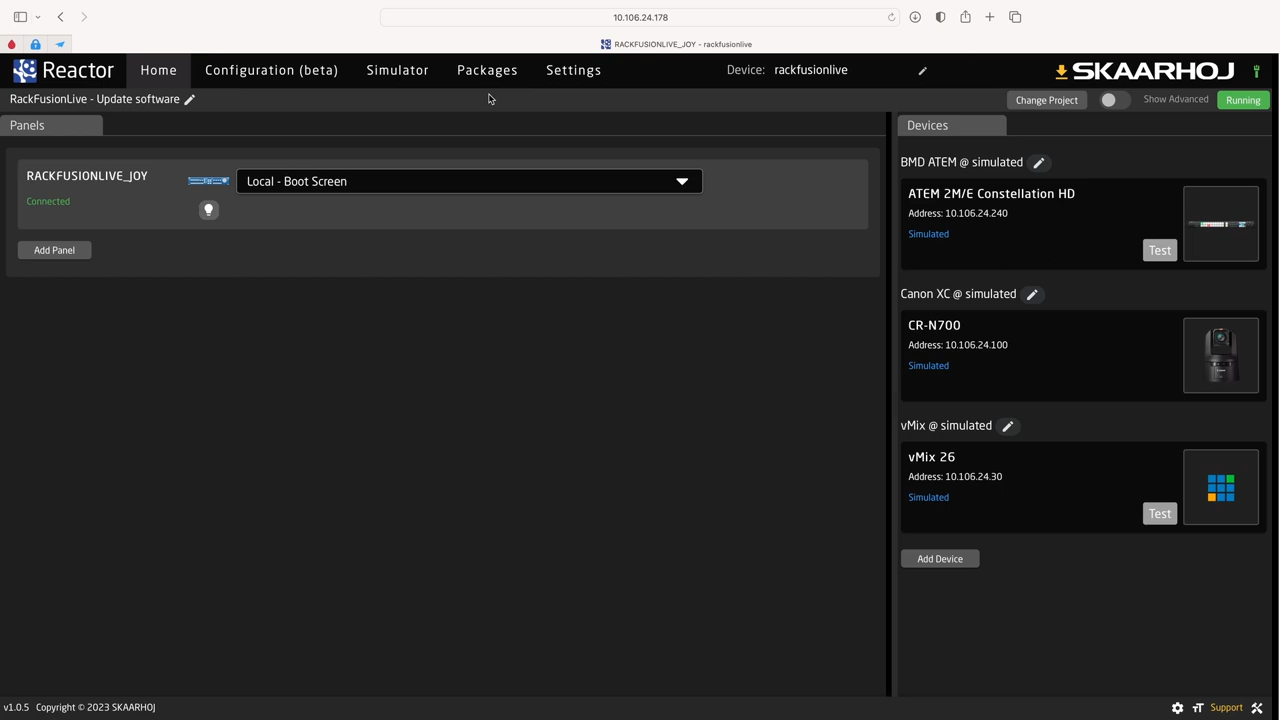 10.106.24.178
RACKFUSIONLIVE_JOY - rackfusionlive
Reactor
Home
Configuration (beta)
Simulator
Packages
Settings
Device: rackfusionlive
SKAARHOJ
RackFusionLive - Update software
Change Project
Show Advanced
Running
Panels
RACKFUSIONLIVE_JOY
Connected
Local - Boot Screen
Add Panel
Devices
BMD ATEM @ simulated
ATEM 2M/E Constellation HD
Address: 10.106.24.240
Simulated
Test
Canon XC @ simulated
CR-N700
Address: 10.106.24.100
Simulated
vMix @ simulated
vMix 26
Address: 10.106.24.30
Simulated
Test
Add Device
v1.0.5 Copyright © 2023 SKAARHOJ
Support